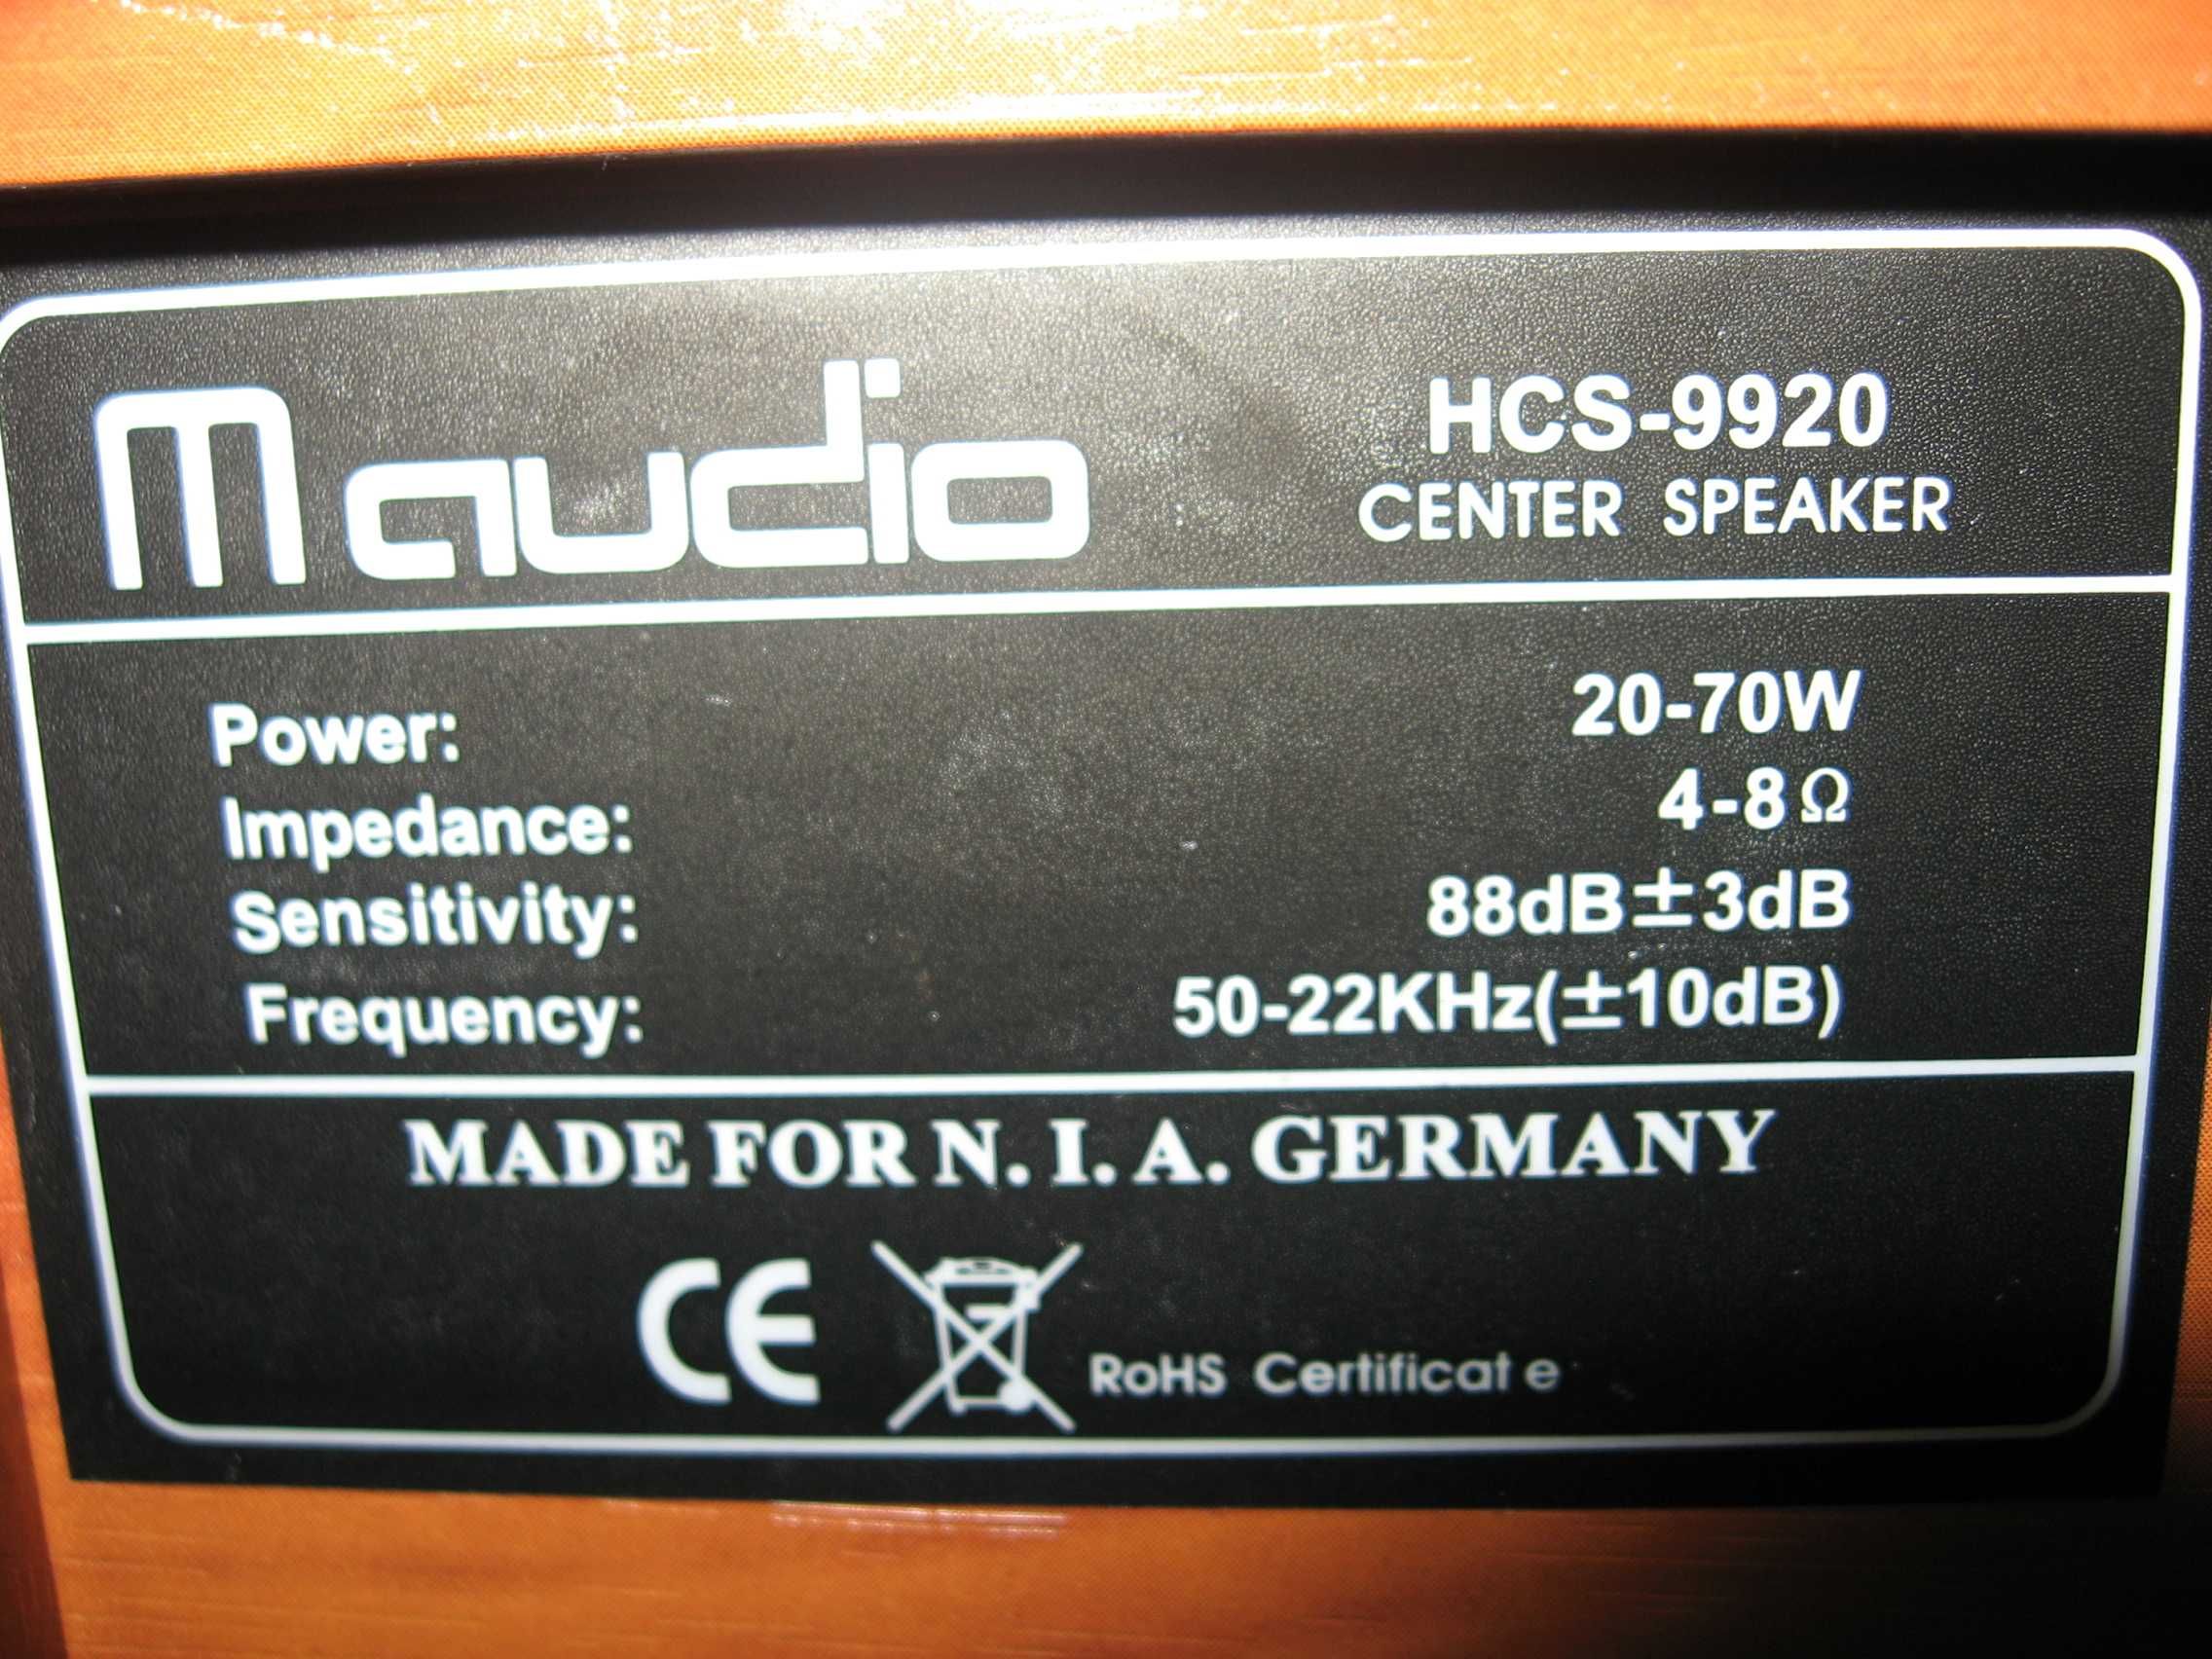 m audio
HCS-9920
CENTER SPEAKER
Power: 20-70W
Impedance: 4-8Ω
Sensitivity: 88dB±3dB
Frequency: 50-22KHz(±10dB)
MADE FOR N. I. A. GERMANY
CE RoHS Certificate